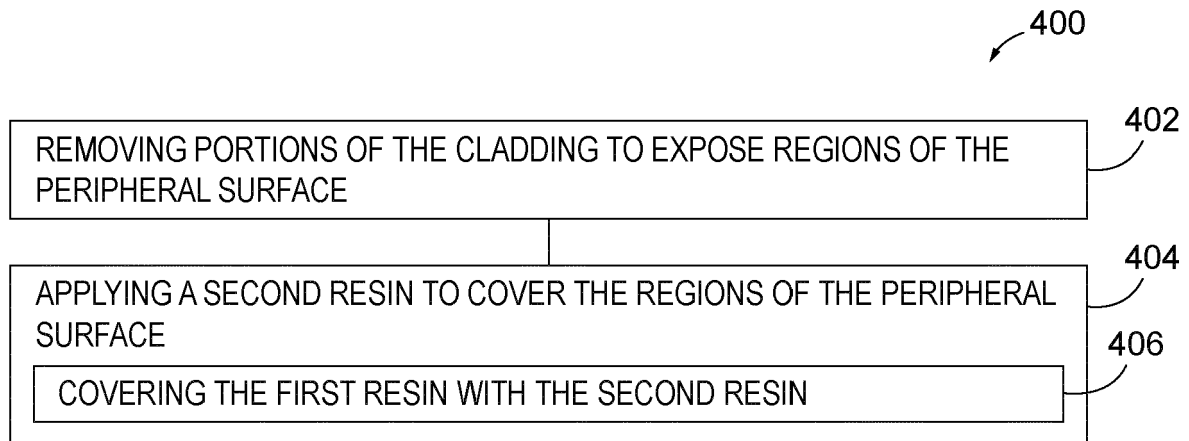 400
402
REMOVING PORTIONS OF THE CLADDING TO EXPOSE REGIONS OF THE
PERIPHERAL SURFACE
404
APPLYING A SECOND RESIN TO COVER THE REGIONS OF THE PERIPHERAL
SURFACE
406
COVERING THE FIRST RESIN WITH THE SECOND RESIN